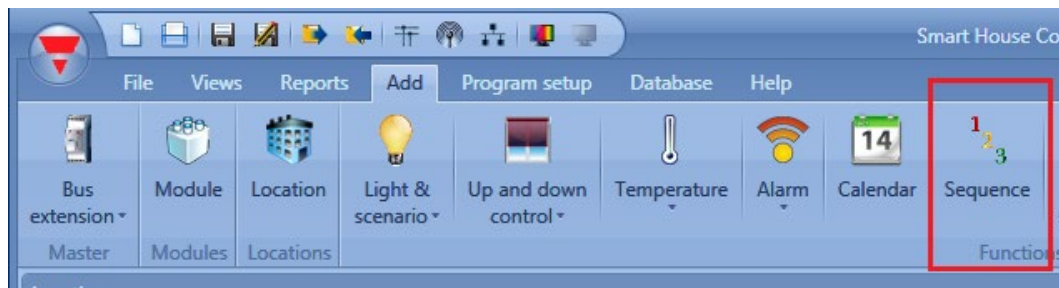 Smart House Co
File Views Reports Add Program setup Database Help
14
1
2
3
Bus extension
Module
Location
Light & scenario
Up and down control
Temperature
Alarm
Calendar
Sequence
Master
Modules
Locations
Functions